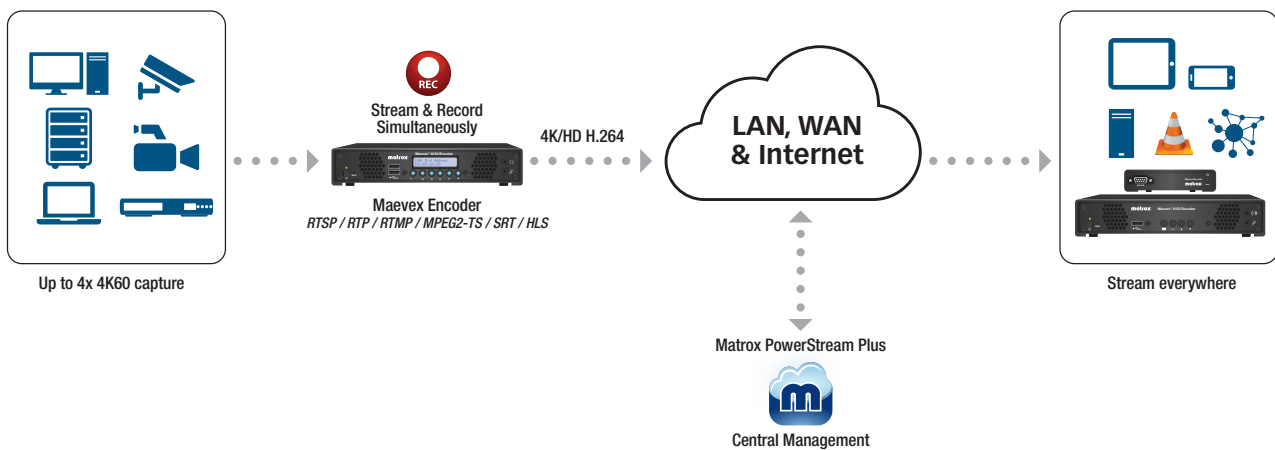 REC
Stream & Record
Simultaneously
matrox
Maevex Encoder
RTSP / RTP / RTMP / MPEG2-TS / SRT / HLS
4K/HD H.264
LAN, WAN
& Internet
Up to 4x 4K60 capture
matrox
matrox
Stream everywhere
Matrox PowerStream Plus
m
Central Management